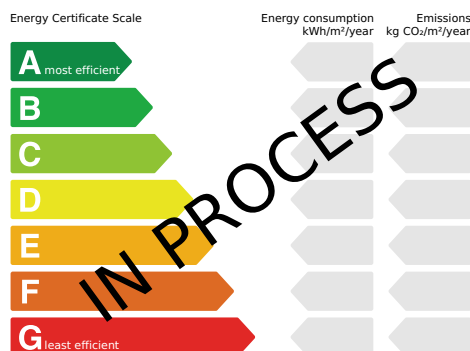 Energy Certificate Scale
Energy consumption
kWh/m²/year
Emissions
kg CO₂/m²/year
A most efficient
B
C
D
E
F
G least efficient
IN PROCESS